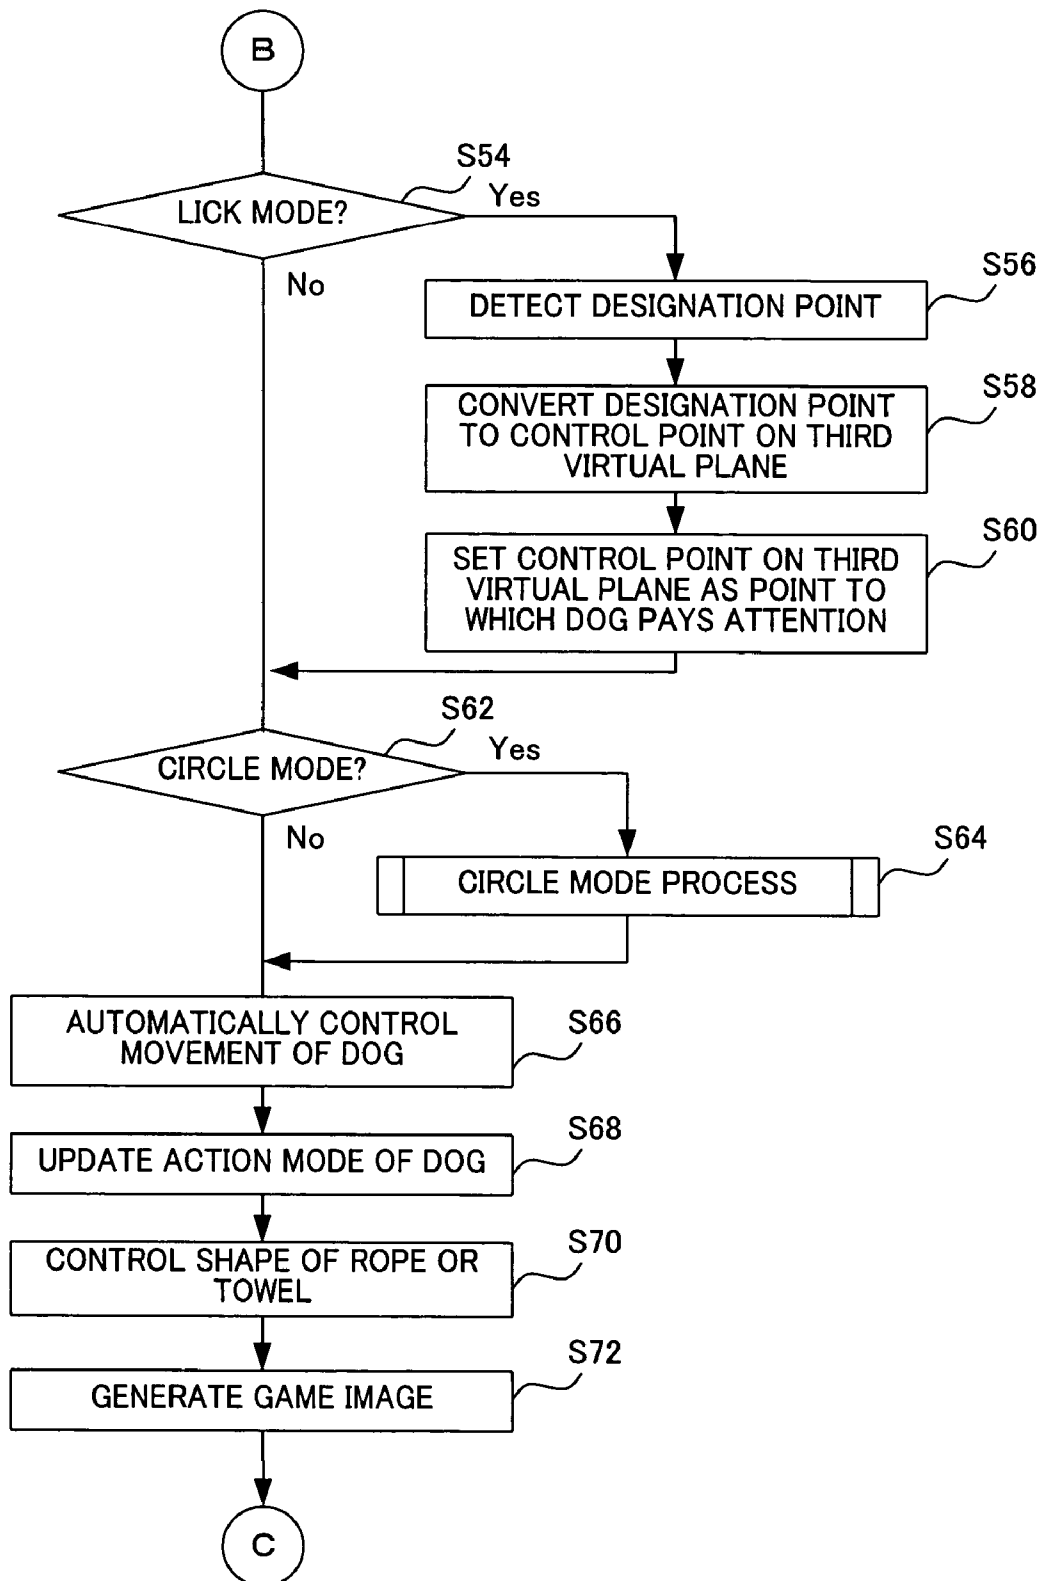 B
S54
LICK MODE?
Yes
No
S56
DETECT DESIGNATION POINT
S58
CONVERT DESIGNATION POINT
TO CONTROL POINT ON THIRD
VIRTUAL PLANE
S60
SET CONTROL POINT ON THIRD
VIRTUAL PLANE AS POINT TO
WHICH DOG PAYS ATTENTION
S62
CIRCLE MODE?
Yes
No
S64
CIRCLE MODE PROCESS
AUTOMATICALLY CONTROL
MOVEMENT OF DOG
S66
UPDATE ACTION MODE OF DOG
S68
CONTROL SHAPE OF ROPE OR
TOWEL
S70
GENERATE GAME IMAGE
S72
C